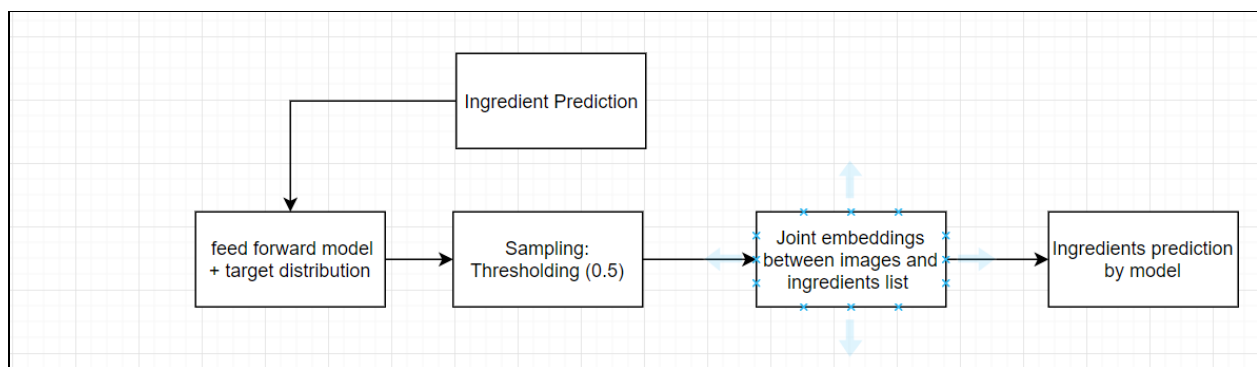 Ingredient Prediction
feed forward model
+ target distribution
Sampling:
Thresholding (0.5)
Joint embeddings
between images and
ingredients list
Ingredients prediction
by model